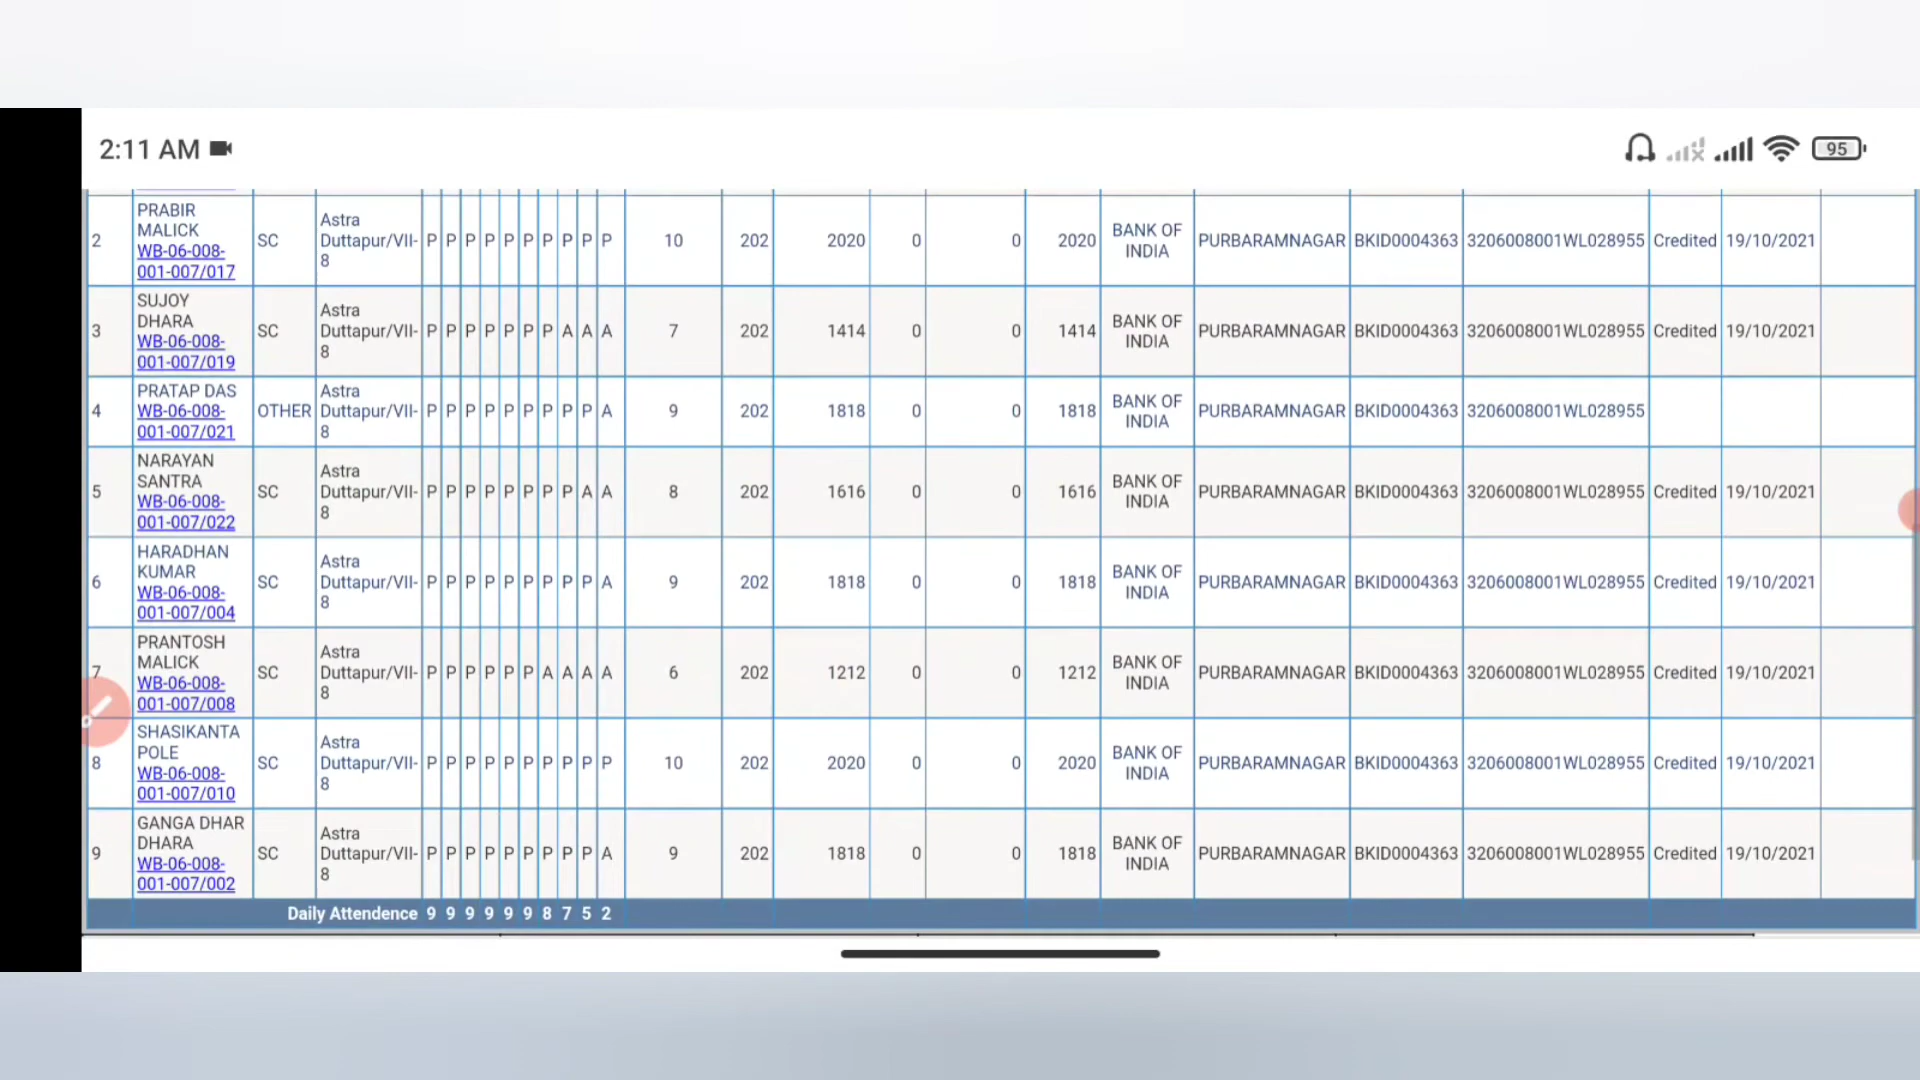 2:11 AM
95
2 PRABIR MALICK WB-06-008-001-007/017 SC Astra Duttapur/VII-8 P P P P P P P P P P 10 202 2020 0 0 2020 BANK OF INDIA PURBARAMNAGAR BKID0004363 3206008001WL028955 Credited 19/10/2021
3 SUJOY DHARA WB-06-008-001-007/019 SC Astra Duttapur/VII-8 P P P P P P P A A A 7 202 1414 0 0 1414 BANK OF INDIA PURBARAMNAGAR BKID0004363 3206008001WL028955 Credited 19/10/2021
4 PRATAP DAS WB-06-008-001-007/021 OTHER Astra Duttapur/VII-8 P P P P P P P P P A 9 202 1818 0 0 1818 BANK OF INDIA PURBARAMNAGAR BKID0004363 3206008001WL028955
5 NARAYAN SANTRA WB-06-008-001-007/022 SC Astra Duttapur/VII-8 P P P P P P P P A A 8 202 1616 0 0 1616 BANK OF INDIA PURBARAMNAGAR BKID0004363 3206008001WL028955 Credited 19/10/2021
6 HARADHAN KUMAR WB-06-008-001-007/004 SC Astra Duttapur/VII-8 P P P P P P P P P A 9 202 1818 0 0 1818 BANK OF INDIA PURBARAMNAGAR BKID0004363 3206008001WL028955 Credited 19/10/2021
7 PRANTOSH MALICK WB-06-008-001-007/008 SC Astra Duttapur/VII-8 P P P P P P A A A A 6 202 1212 0 0 1212 BANK OF INDIA PURBARAMNAGAR BKID0004363 3206008001WL028955 Credited 19/10/2021
8 SHASIKANTA POLE WB-06-008-001-007/010 SC Astra Duttapur/VII-8 P P P P P P P P P P 10 202 2020 0 0 2020 BANK OF INDIA PURBARAMNAGAR BKID0004363 3206008001WL028955 Credited 19/10/2021
9 GANGA DHAR DHARA WB-06-008-001-007/002 SC Astra Duttapur/VII-8 P P P P P P P P P A 9 202 1818 0 0 1818 BANK OF INDIA PURBARAMNAGAR BKID0004363 3206008001WL028955 Credited 19/10/2021
Daily Attendence 9 9 9 9 9 9 8 7 5 2